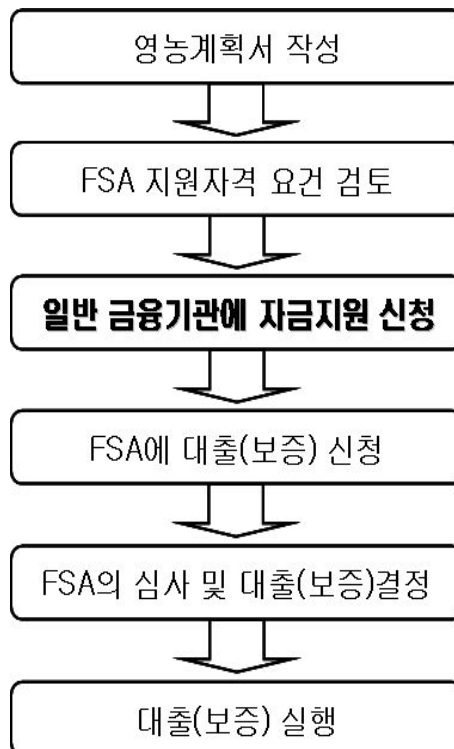 영농계획서 작성
FSA 지원자격 요건 검토
일반 금융기관에 자금지원 신청
FSA에 대출(보증) 신청
FSA의 심사 및 대출(보증)결정
대출(보증) 실행